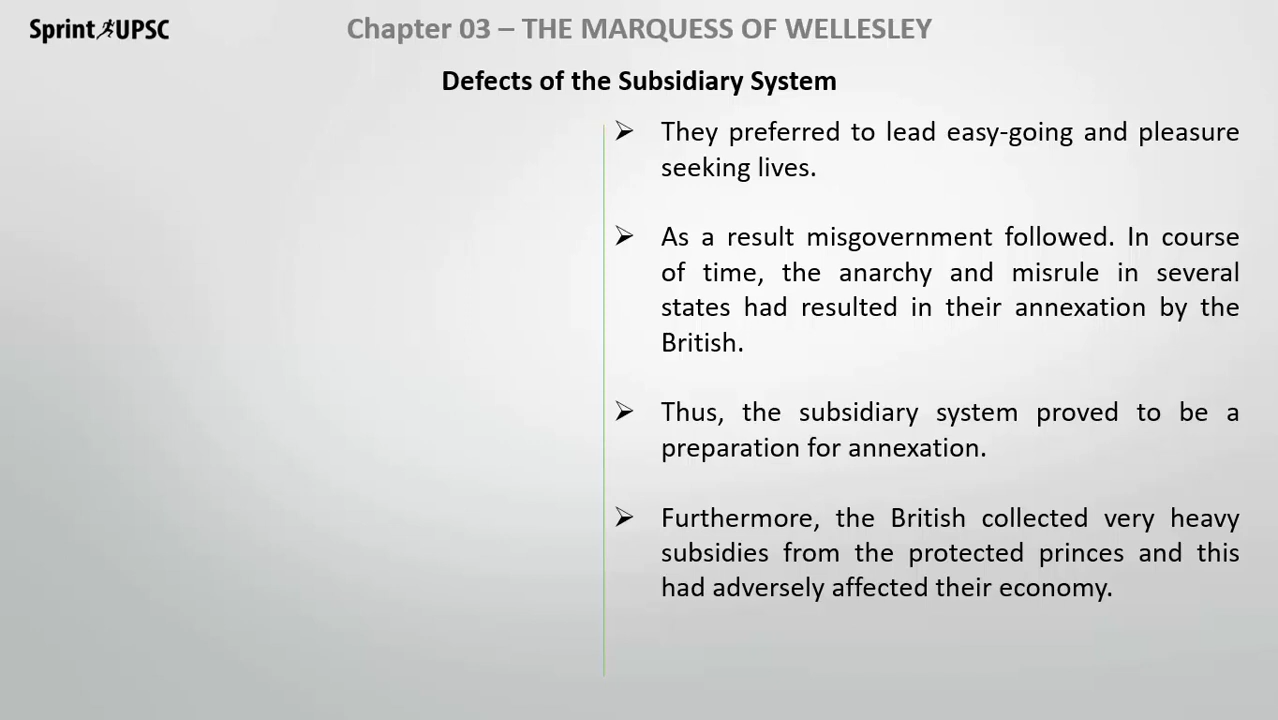 Sprint UPSC
Chapter 03 – THE MARQUESS OF WELLESLEY
Defects of the Subsidiary System
➢ They preferred to lead easy-going and pleasure
seeking lives.
➢ As a result misgovernment followed. In course
of time, the anarchy and misrule in several
states had resulted in their annexation by the
British.
➢ Thus, the subsidiary system proved to be a
preparation for annexation.
➢ Furthermore, the British collected very heavy
subsidies from the protected princes and this
had adversely affected their economy.